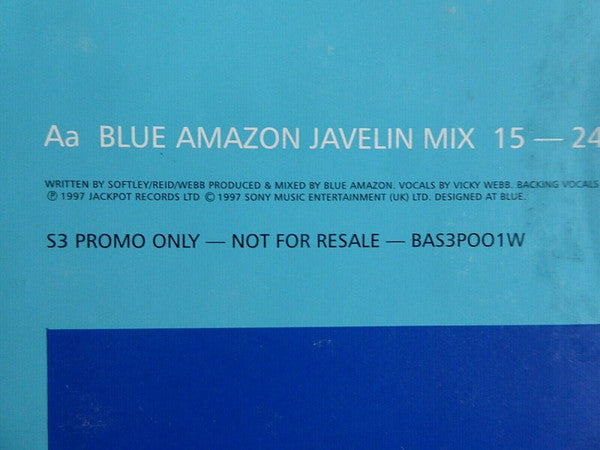 Aa BLUE AMAZON JAVELIN MIX 15 — 24
WRITTEN BY SOFTLEY/REID/WEBB PRODUCED & MIXED BY BLUE AMAZON. VOCALS BY VICKY WEBB. BACKING VOCALS
℗ 1997 JACKPOT RECORDS LTD © 1997 SONY MUSIC ENTERTAINMENT (UK) LTD. DESIGNED AT BLUE.
S3 PROMO ONLY — NOT FOR RESALE — BAS3POO1W